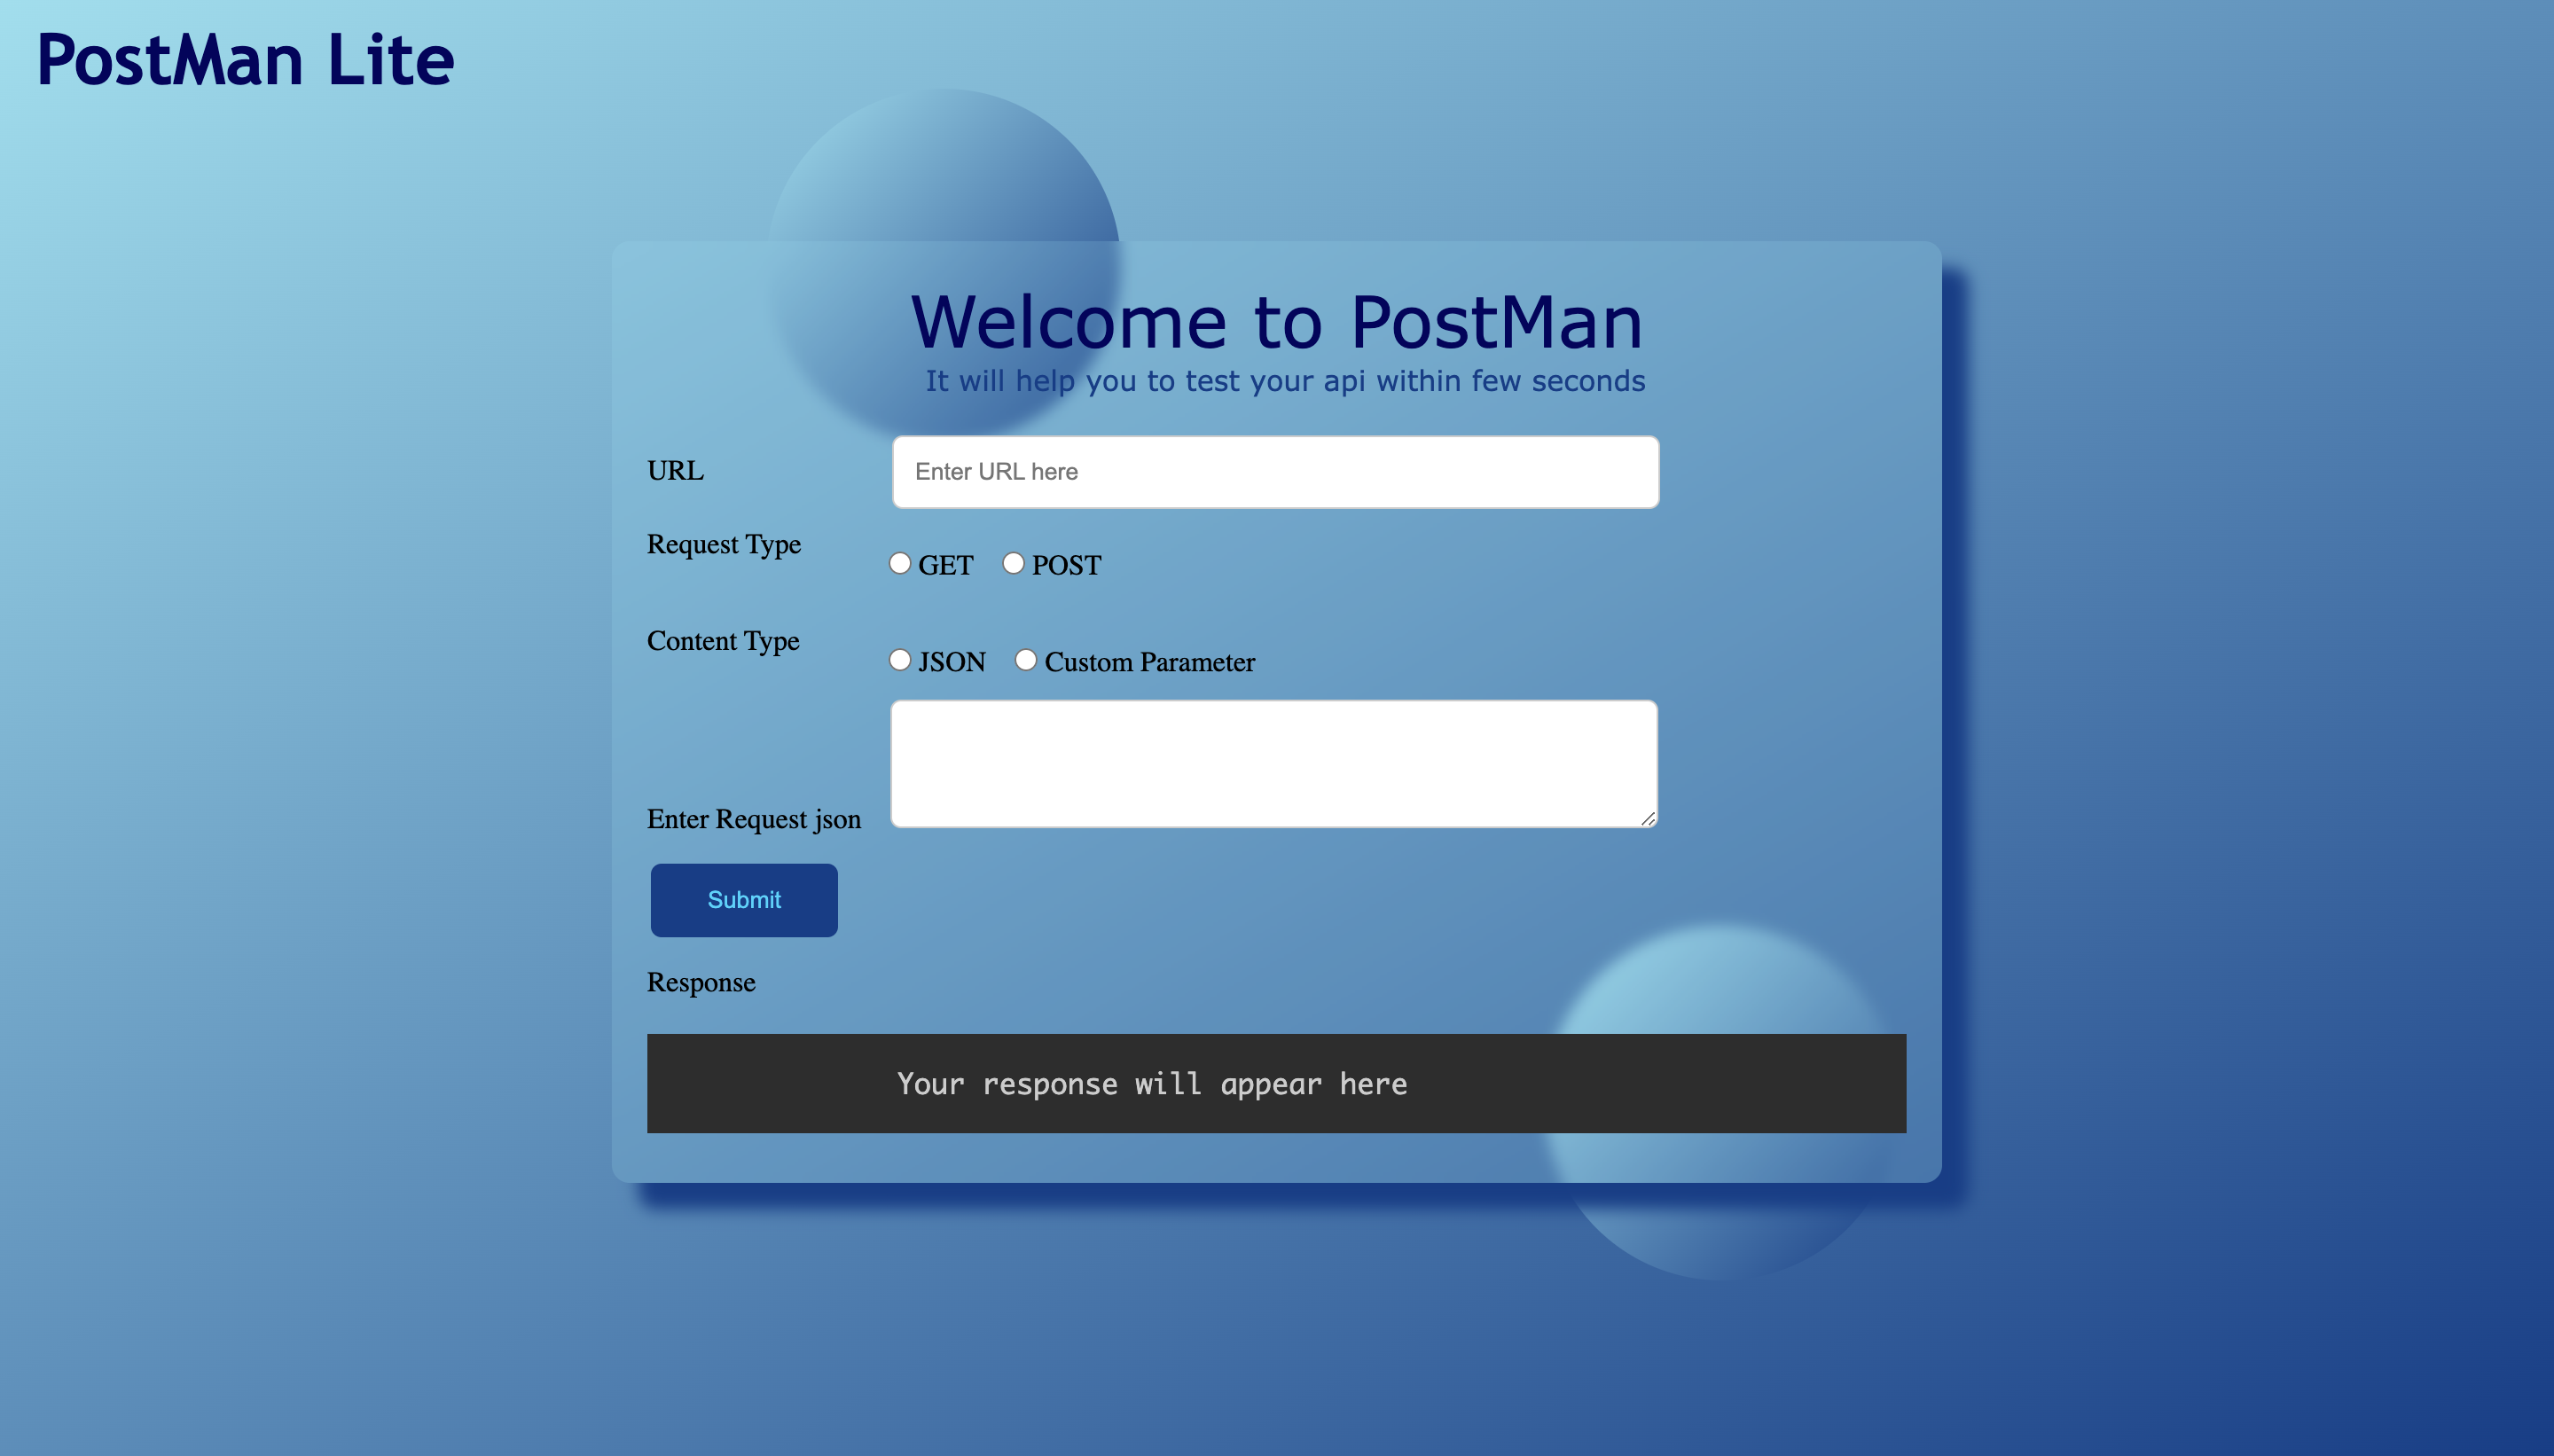 PostMan Lite
Welcome to PostMan
It will help you to test your api within few seconds
URL Enter URL here
Request Type
GET POST
Content Type
JSON Custom Parameter
Enter Request json
Submit
Response
Your response will appear here